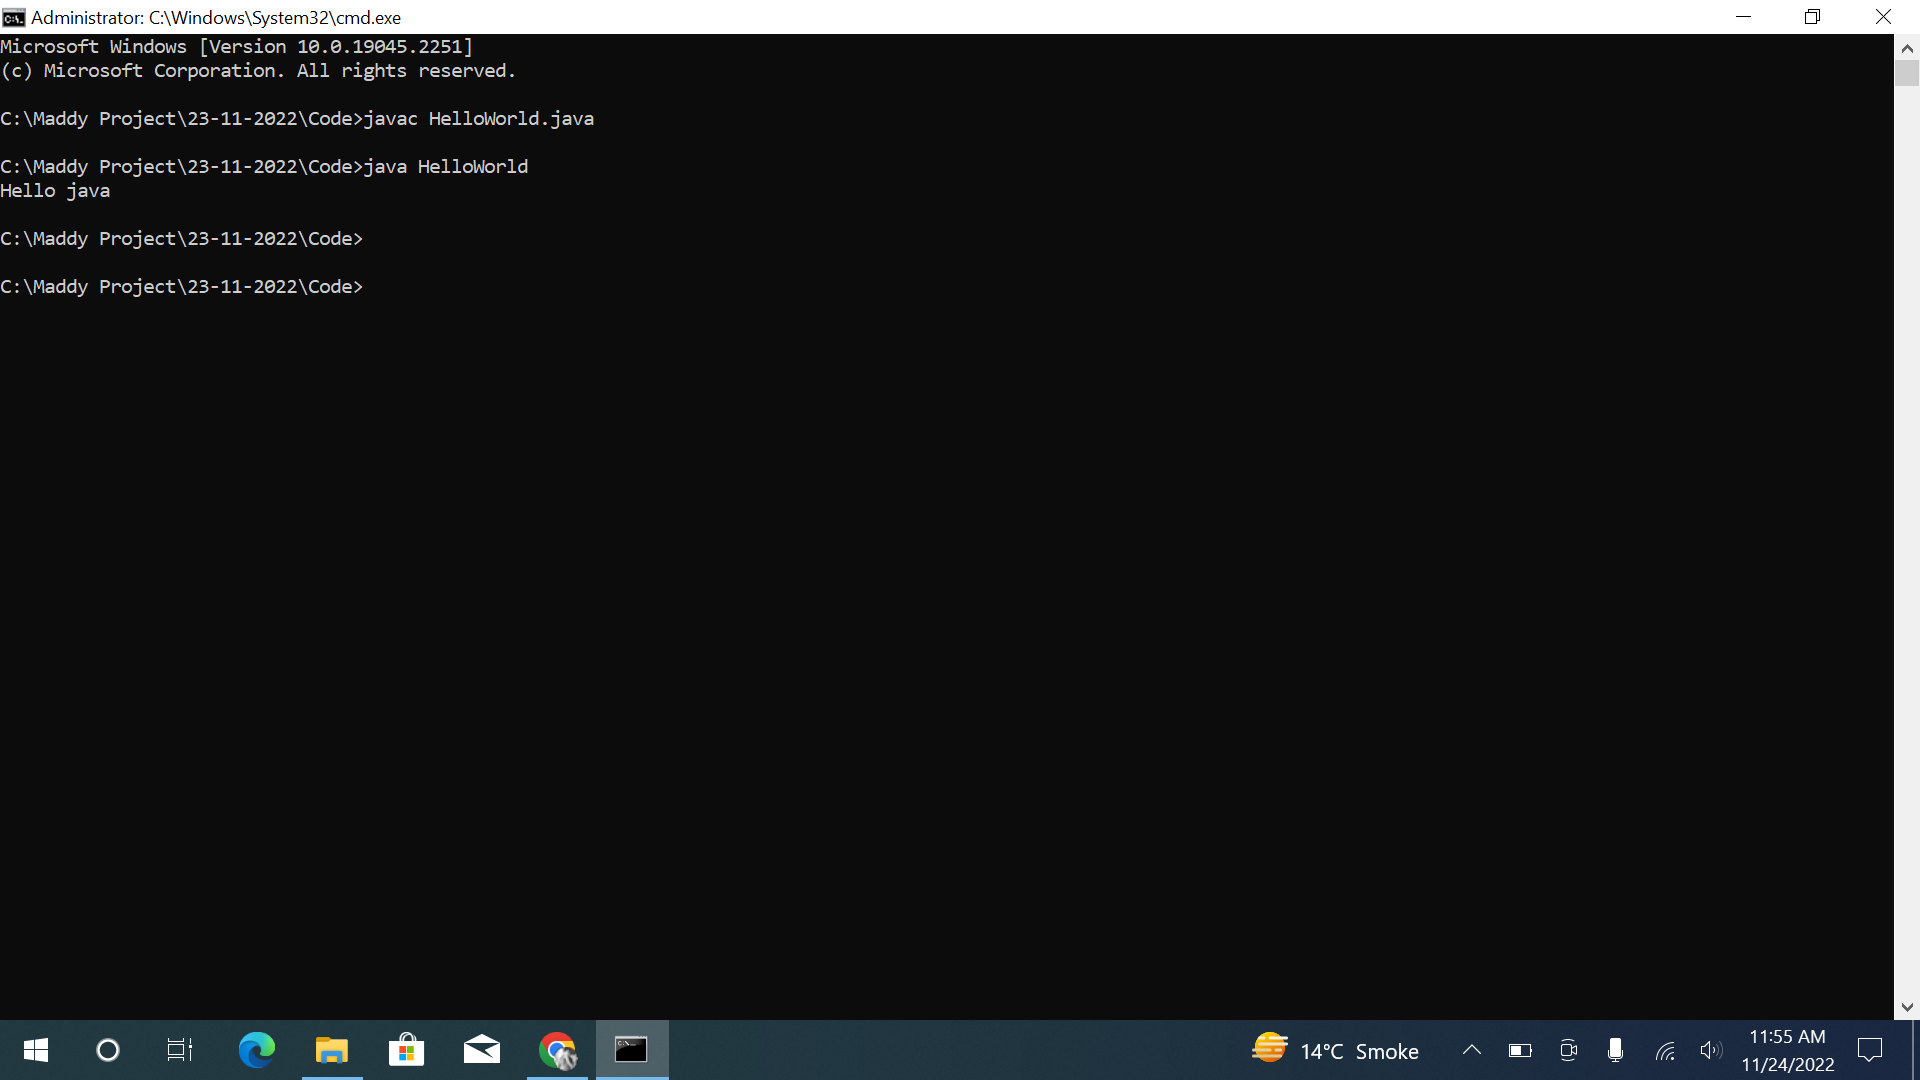 Administrator: C:\Windows\System32\cmd.exe
Microsoft Windows [Version 10.0.19045.2251]
(c) Microsoft Corporation. All rights reserved.
C:\Maddy Project\23-11-2022\Code>javac HelloWorld.java
C:\Maddy Project\23-11-2022\Code>java HelloWorld
Hello java
C:\Maddy Project\23-11-2022\Code>
C:\Maddy Project\23-11-2022\Code>
14°C Smoke
11:55 AM
11/24/2022